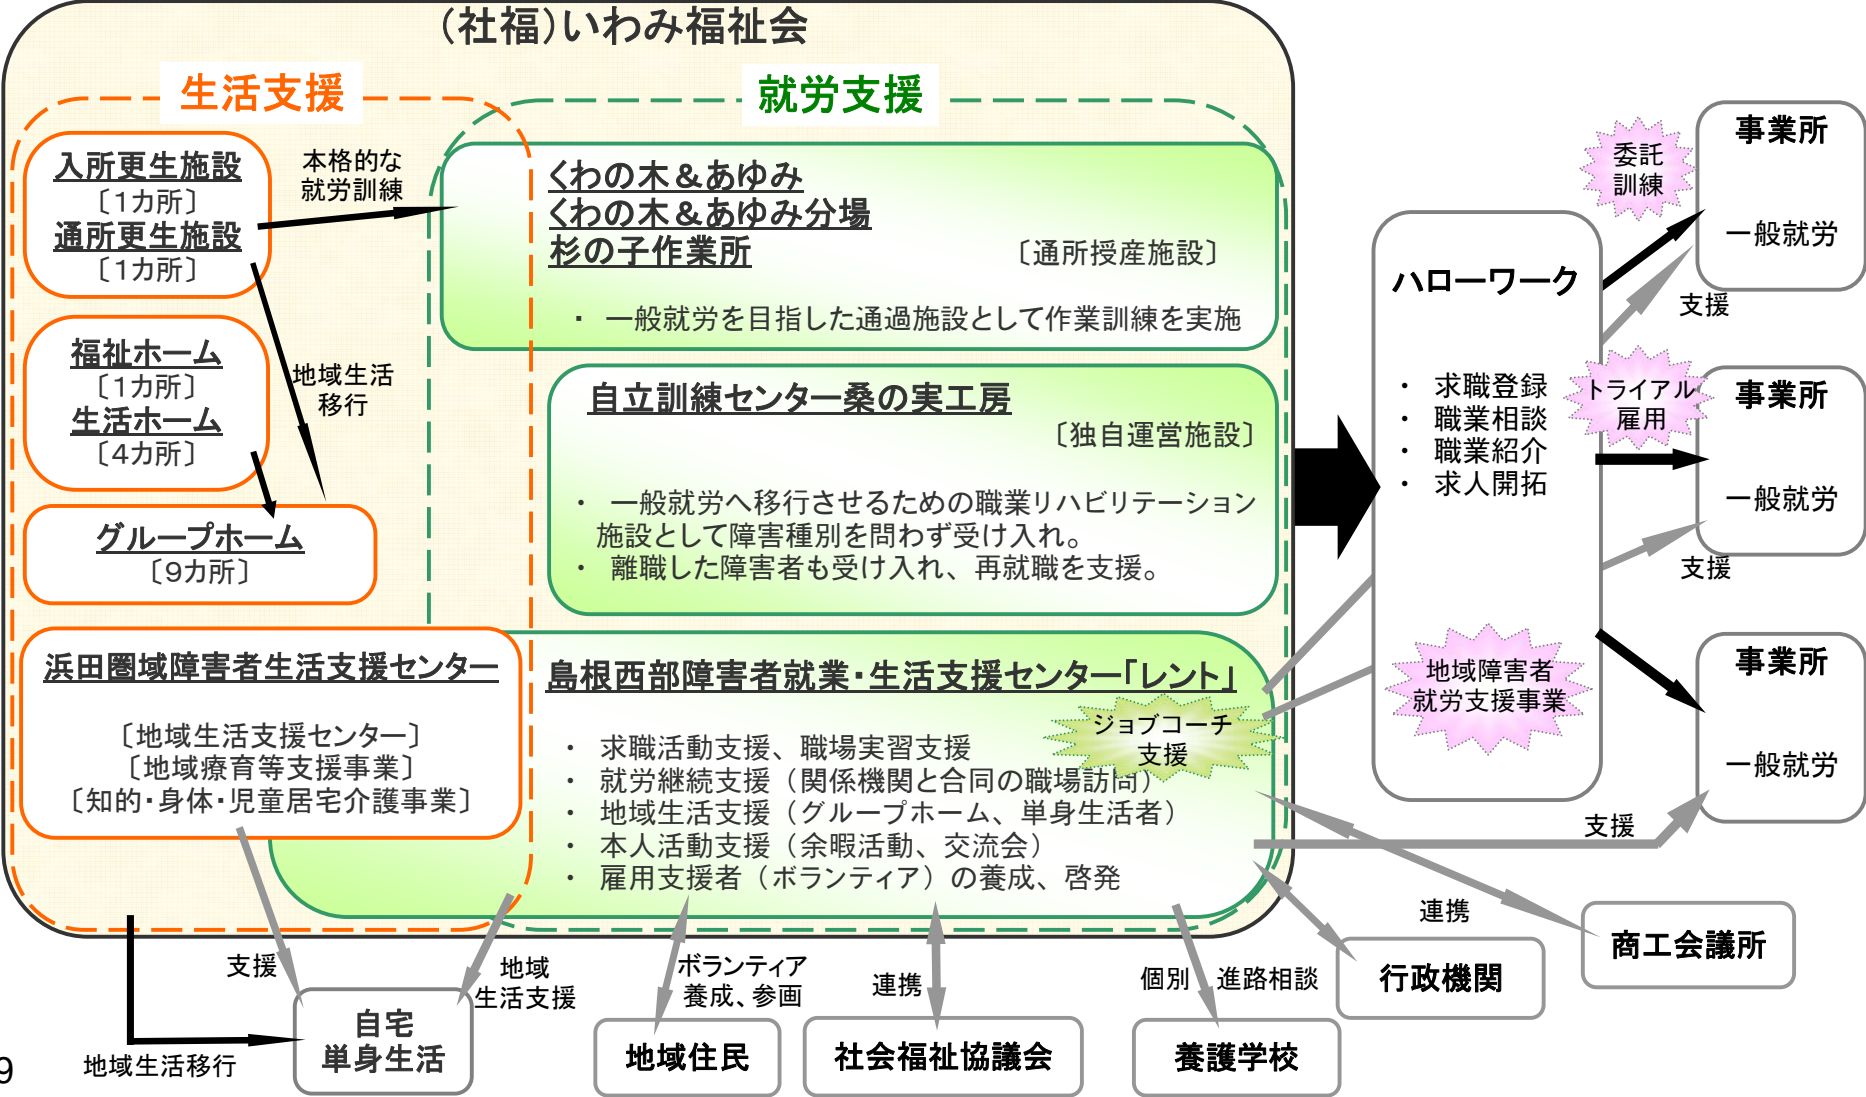 （社福）いわみ福祉会
生活支援
就労支援
入所更生施設
〔１カ所〕
通所更生施設
〔１カ所〕
本格的な
就労訓練
福祉ホーム
〔１カ所〕
生活ホーム
〔４カ所〕
地域生活
移行
グループホーム
〔９カ所〕
くわの木＆あゆみ
くわの木＆あゆみ分場
杉の子作業所
〔通所授産施設〕
・ 一般就労を目指した通過施設として作業訓練を実施
自立訓練センター桑の実工房
〔独自運営施設〕
・ 一般就労へ移行させるための職業リハビリテーション
施設として障害種別を問わず受け入れ。
・ 離職した障害者も受け入れ、再就職を支援。
浜田圏域障害者生活支援センター
〔地域生活支援センター〕
〔地域療育等支援事業〕
〔知的・身体・児童居宅介護事業〕
島根西部障害者就業・生活支援センター「レント」
ジョブコーチ
支援
・ 求職活動支援、職場実習支援
・ 就労継続支援（関係機関と合同の職場訪問）
・ 地域生活支援（グループホーム、単身生活者）
・ 本人活動支援（余暇活動、交流会）
・ 雇用支援者（ボランティア）の養成、啓発
ハローワーク
・ 求職登録
・ 職業相談
・ 職業紹介
・ 求人開拓
地域障害者
就労支援事業
委託
訓練
事業所
一般就労
支援
トライアル
雇用
事業所
一般就労
支援
事業所
一般就労
支援
支援
地域
生活支援
地域生活移行
自宅
単身生活
ボランティア
養成、参画
地域住民
連携
社会福祉協議会
個別 進路相談
養護学校
連携
行政機関
商工会議所
9